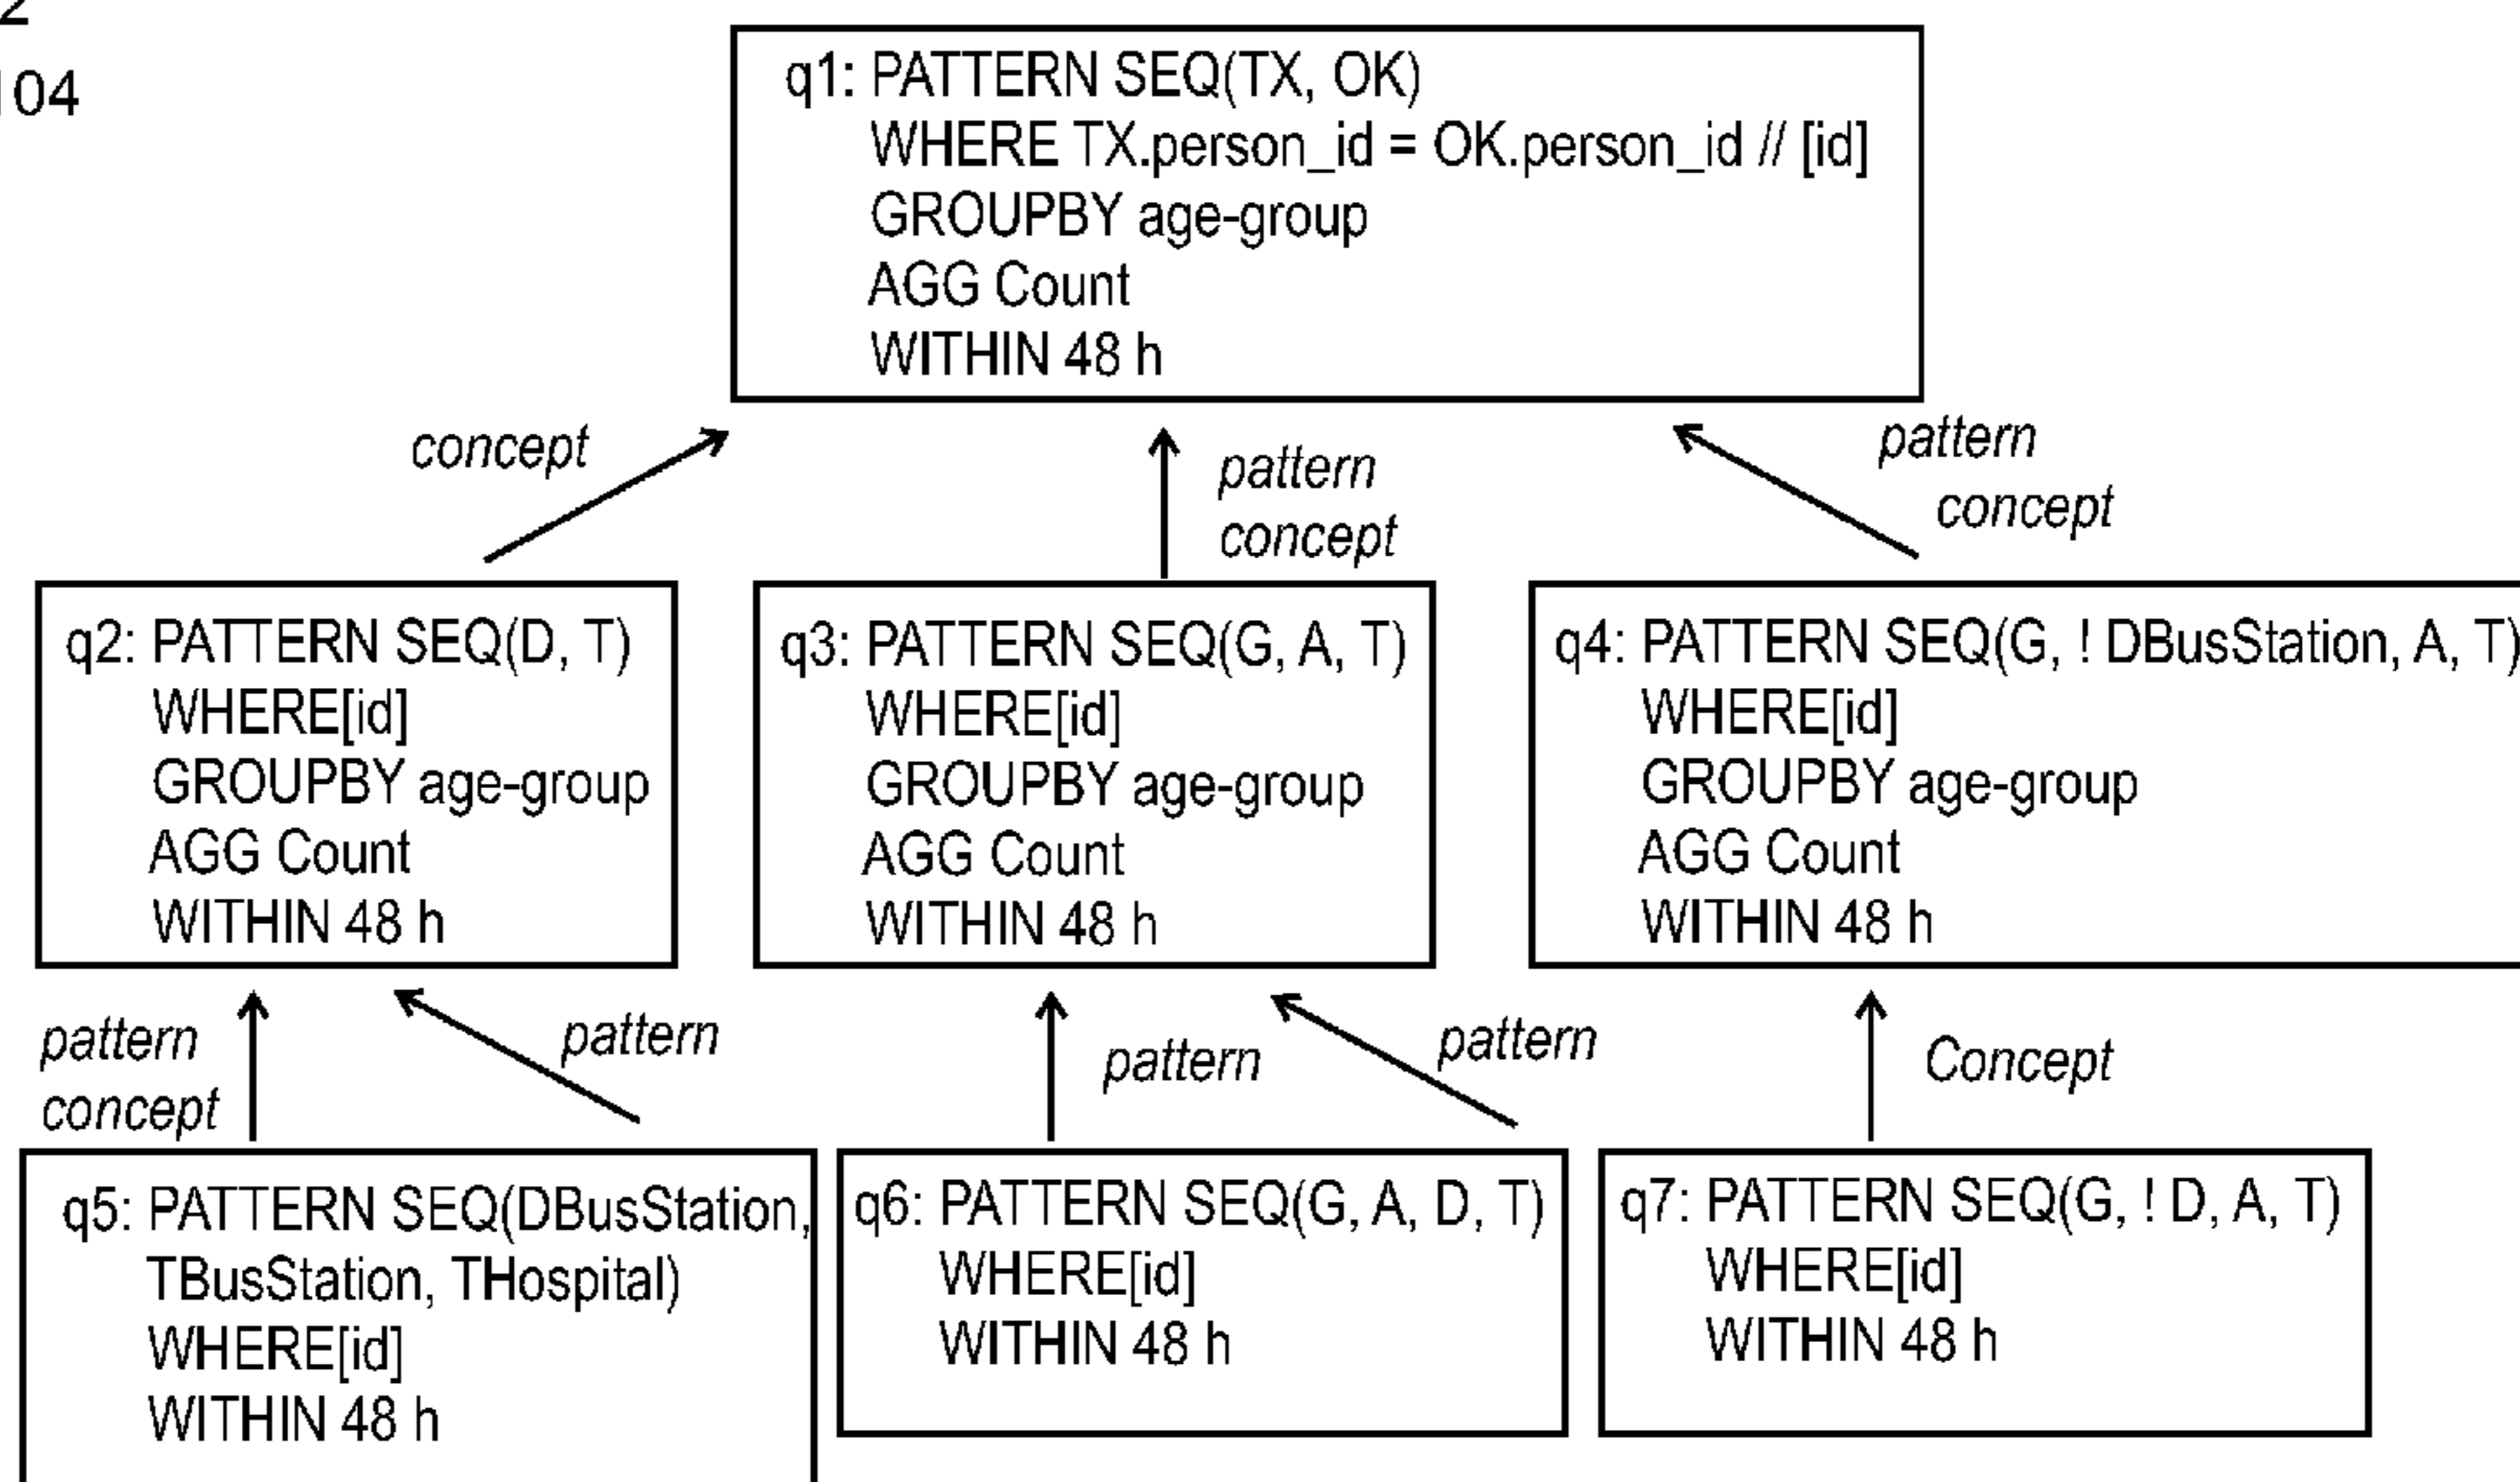 2
104
q1: PATTERN SEQ(TX, OK)
WHERE TX.person_id = OK.person_id // [id]
GROUPBY age-group
AGG Count
WITHIN 48 h
concept
pattern
concept
pattern
concept
q2: PATTERN SEQ(D, T)
WHERE[id]
GROUPBY age-group
AGG Count
WITHIN 48 h
q3: PATTERN SEQ(G, A, T)
WHERE[id]
GROUPBY age-group
AGG Count
WITHIN 48 h
q4: PATTERN SEQ(G, ! DBusStation, A, T)
WHERE[id]
GROUPBY age-group
AGG Count
WITHIN 48 h
pattern
concept
pattern
pattern
pattern
Concept
q5: PATTERN SEQ(DBusStation,
TBusStation, THospital)
WHERE[id]
WITHIN 48 h
q6: PATTERN SEQ(G, A, D, T)
WHERE[id]
WITHIN 48 h
q7: PATTERN SEQ(G, ! D, A, T)
WHERE[id]
WITHIN 48 h